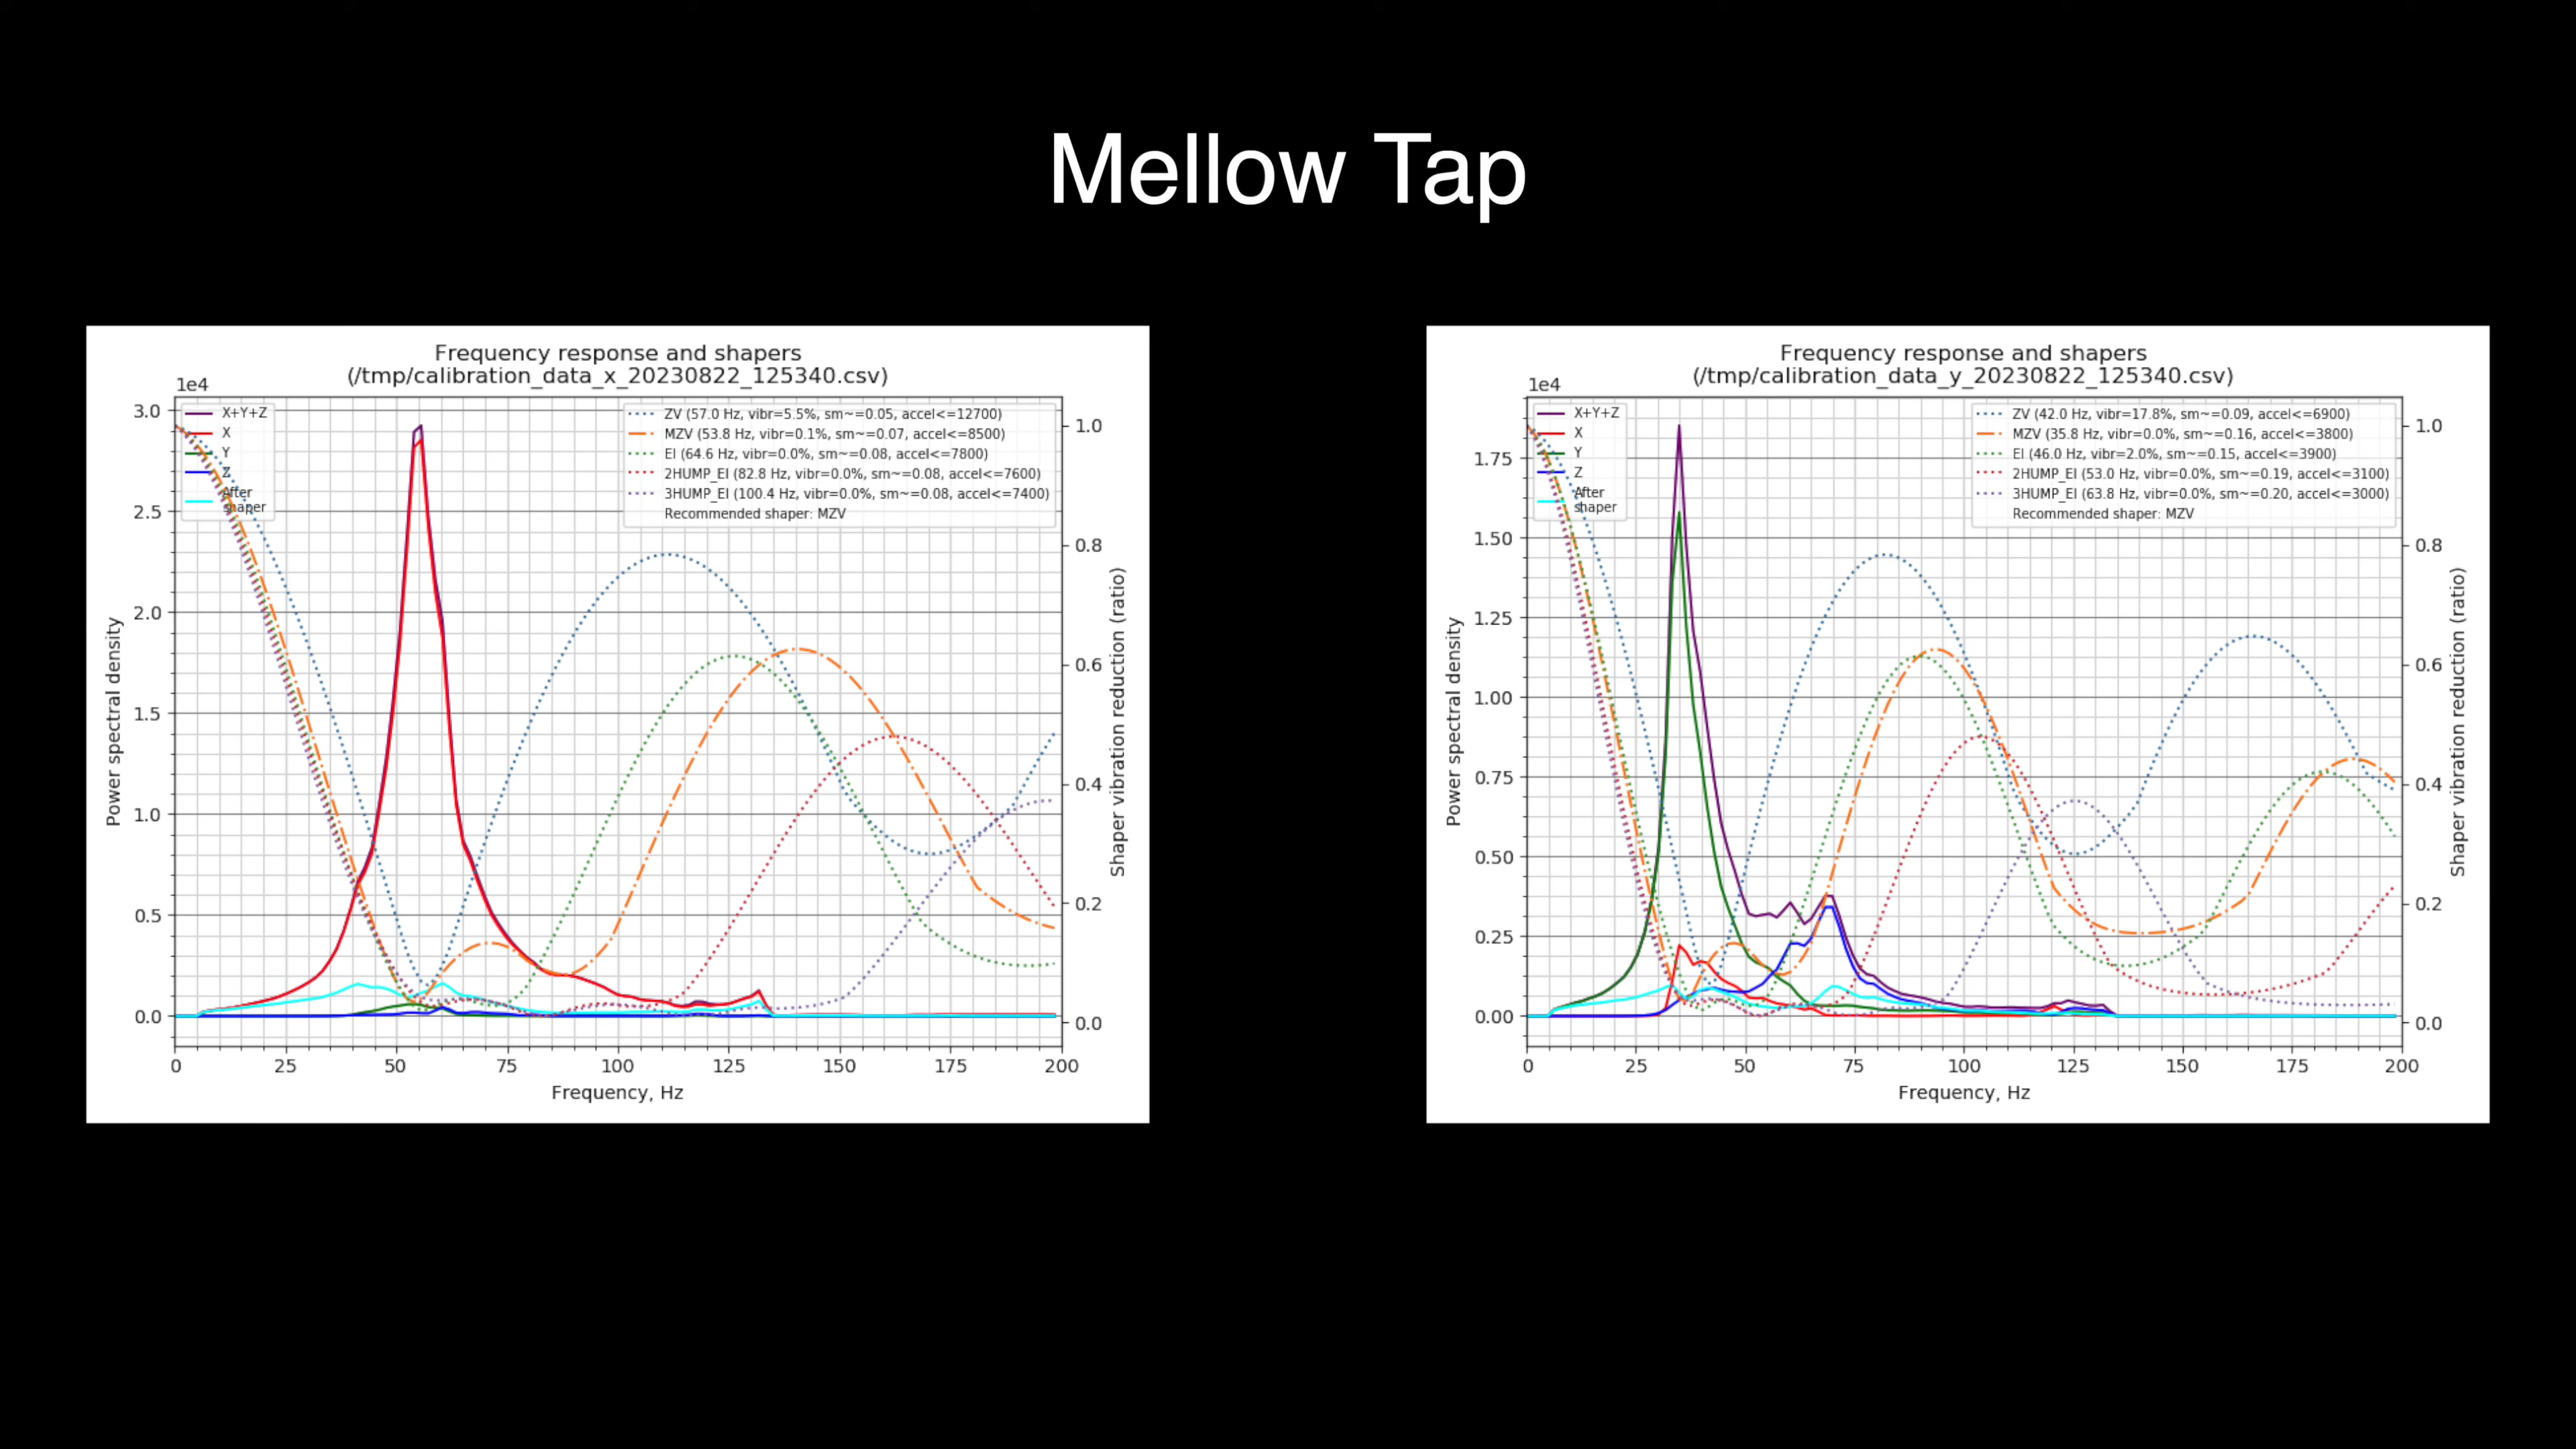 Mellow Tap
Frequency response and shapers
(/tmp/calibration_data_x_20230822_125340.csv)
1e4
3.0
2.5
2.0
1.5
1.0
0.5
0.0
Power spectral density
X+Y+Z
X
Y
Z
After
shaper
ZV (57.0 Hz, vibr=5.5%, sm~=0.05, accel<=12700)
MZV (53.8 Hz, vibr=0.1%, sm~=0.07, accel<=8500)
EI (64.6 Hz, vibr=0.0%, sm~=0.08, accel<=7800)
2HUMP_EI (82.8 Hz, vibr=0.0%, sm~=0.08, accel<=7600)
3HUMP_EI (100.4 Hz, vibr=0.0%, sm~=0.08, accel<=7400)
Recommended shaper: MZV
1.0
0.8
0.6
0.4
0.2
0.0
Shaper vibration reduction (ratio)
0 25 50 75 100 125 150 175 200
Frequency, Hz
Frequency response and shapers
(/tmp/calibration_data_y_20230822_125340.csv)
1e4
1.75
1.50
1.25
1.00
0.75
0.50
0.25
0.00
Power spectral density
X+Y+Z
X
Y
Z
After
shaper
ZV (42.0 Hz, vibr=17.8%, sm~=0.09, accel<=6900)
MZV (35.8 Hz, vibr=0.0%, sm~=0.16, accel<=3800)
EI (46.0 Hz, vibr=2.0%, sm~=0.15, accel<=3900)
2HUMP_EI (53.0 Hz, vibr=0.0%, sm~=0.19, accel<=3100)
3HUMP_EI (63.8 Hz, vibr=0.0%, sm~=0.20, accel<=3000)
Recommended shaper: MZV
1.0
0.8
0.6
0.4
0.2
0.0
Shaper vibration reduction (ratio)
0 25 50 75 100 125 150 175 200
Frequency, Hz